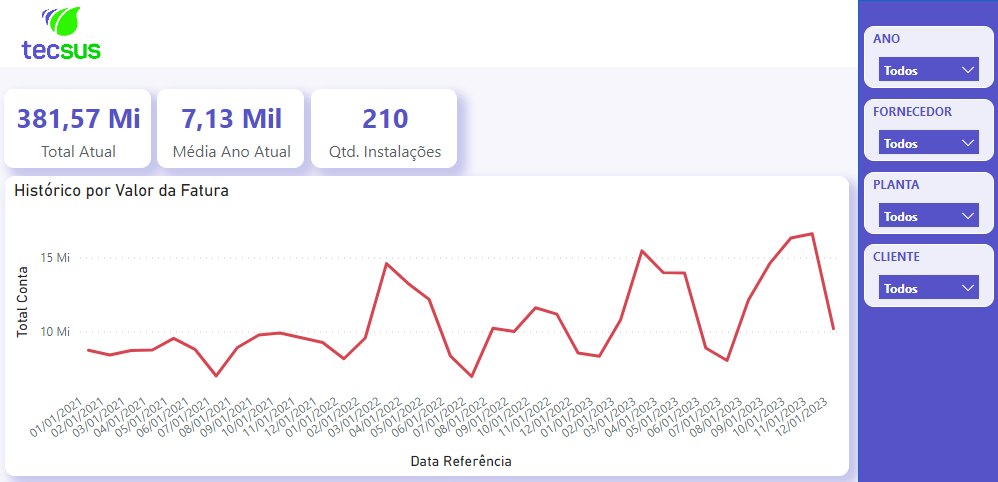 tecsus
381,57 Mi
Total Atual
7,13 Mil
Média Ano Atual
210
Qtd. Instalações
Histórico por Valor da Fatura
Total Conta
15 Mi
10 Mi
01/01/2021
02/01/2021
03/01/2021
04/01/2021
05/01/2021
06/01/2021
07/01/2021
08/01/2021
09/01/2021
10/01/2021
11/01/2021
12/01/2021
01/01/2022
02/01/2022
03/01/2022
04/01/2022
05/01/2022
06/01/2022
07/01/2022
08/01/2022
09/01/2022
10/01/2022
11/01/2022
12/01/2022
01/01/2023
02/01/2023
03/01/2023
04/01/2023
05/01/2023
06/01/2023
07/01/2023
08/01/2023
09/01/2023
10/01/2023
11/01/2023
12/01/2023
Data Referência
ANO
Todos
FORNECEDOR
Todos
PLANTA
Todos
CLIENTE
Todos